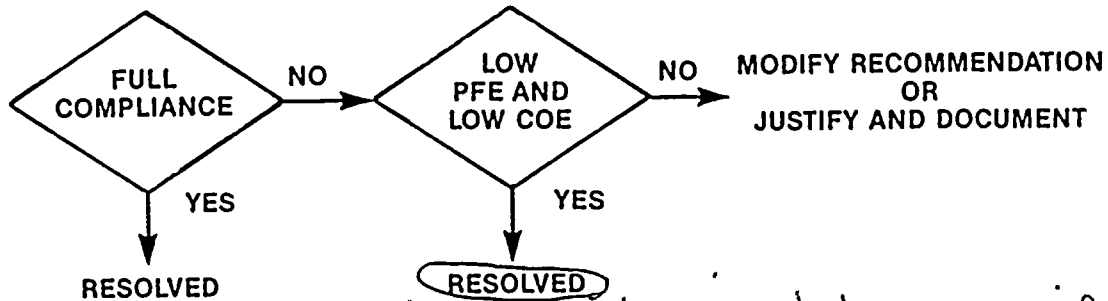 FULL
COMPLIANCE
NO
LOW
PFE AND
LOW COE
NO
MODIFY RECOMMENDATION
OR
JUSTIFY AND DOCUMENT
YES
RESOLVED
YES
RESOLVED